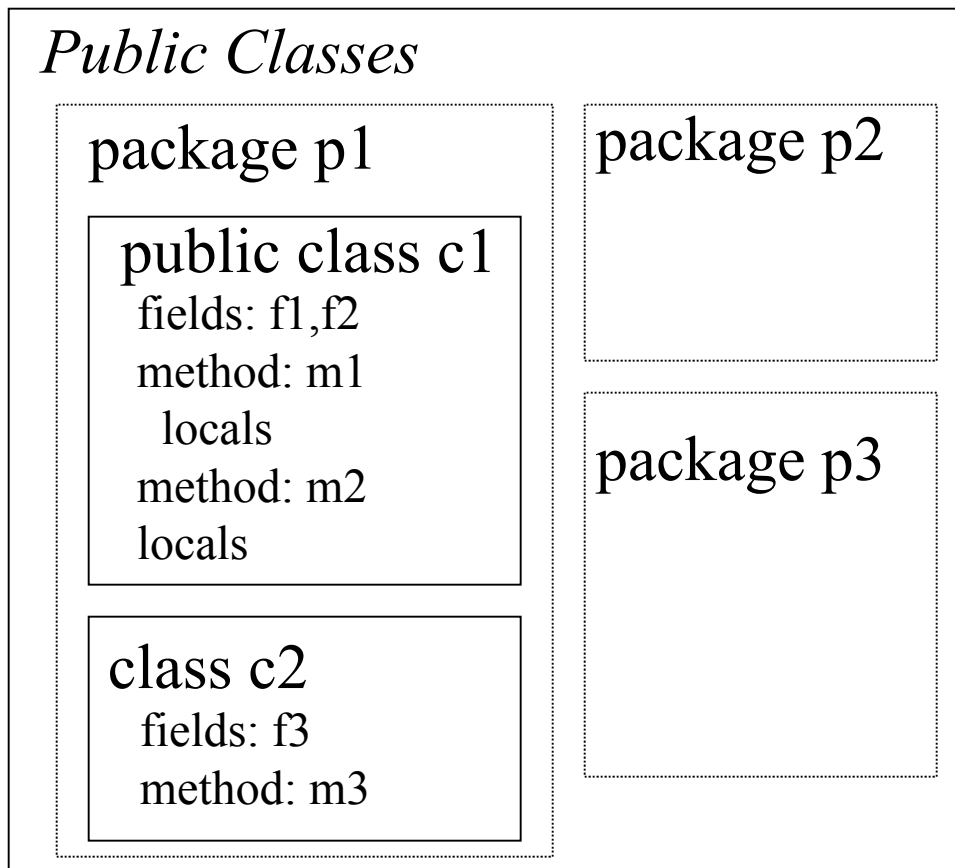 Public Classes
package p1
public class c1
fields: f1,f2
method: m1
locals
method: m2
locals
class c2
fields: f3
method: m3
package p2
package p3